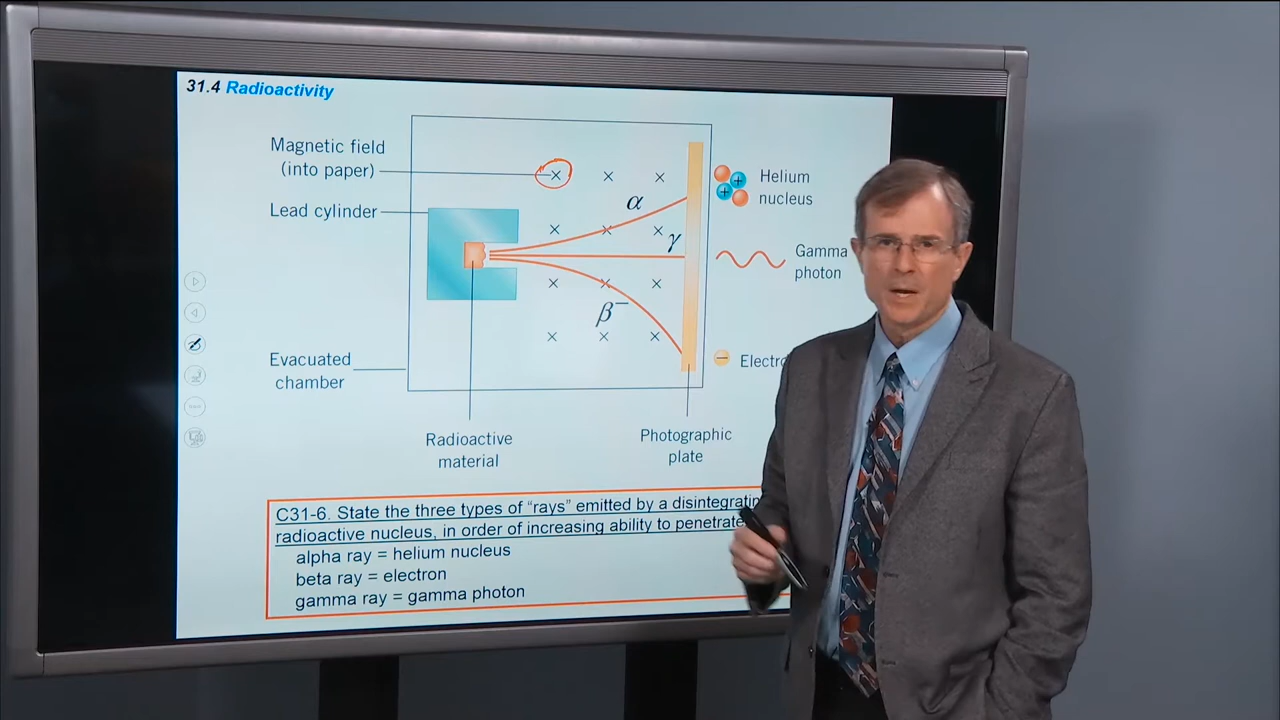 31.4 Radioactivity
Magnetic field
(into paper)
Lead cylinder
α
γ
β−
Helium
nucleus
Gamma
photon
Evacuated
chamber
Radioactive
material
Photographic
plate
C31-6. State the three types of “rays” emitted by a
radioactive nucleus, in order of increasing ability to penetrate
alpha ray = helium nucleus
beta ray = electron
gamma ray = gamma photon